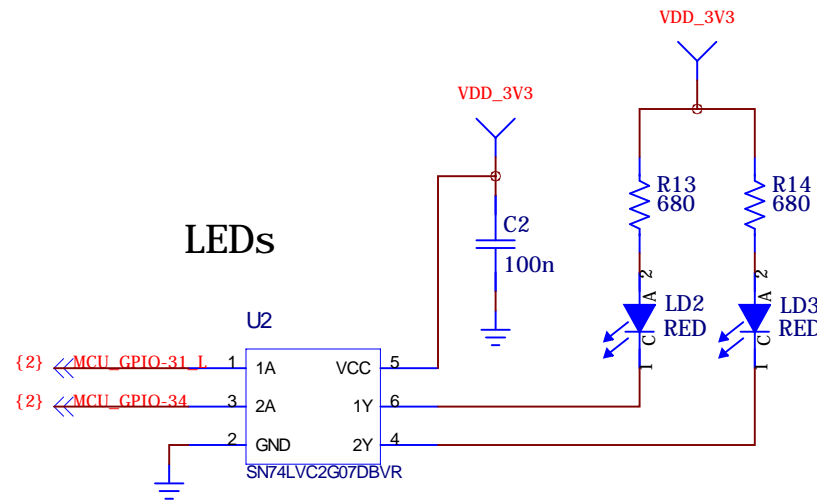 VDD_3V3
VDD_3V3
R13
680
R14
680
C2
100n
LEDs
2
A
LD2
RED
C
1
2
A
LD3
RED
C
1
U2
{2}
MCU_GPIO-31_L
1
1A
VCC
5
{2}
MCU_GPIO-34
3
2A
1Y
6
2
GND
2Y
4
SN74LVC2G07DBVR